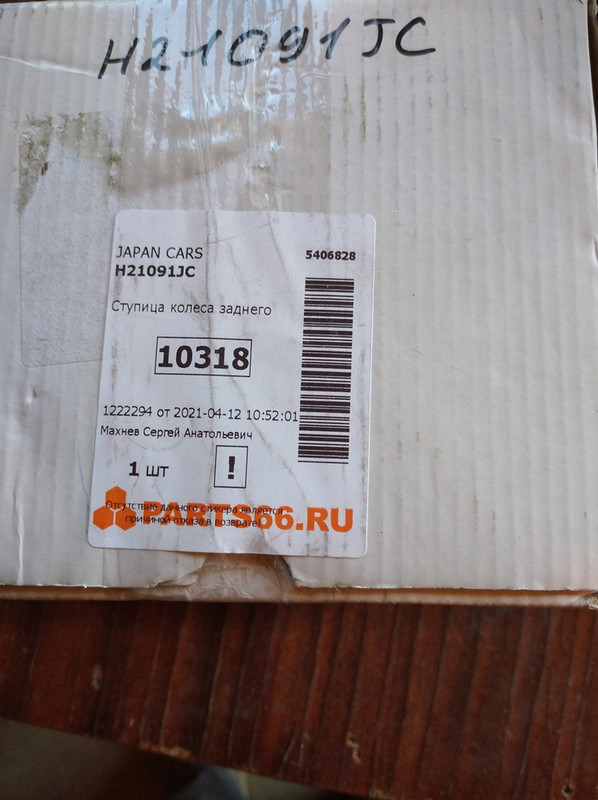 H21091JC
JAPAN CARS
5406828
H21091JC
Ступица колеса заднего
10318
1222294 от 2021-04-12 10:52:01
Махнев Сергей Анатольевич
1 шт
!
Отсутствие данного стикера является
причиной отказа в возврате!
PARTS66.RU